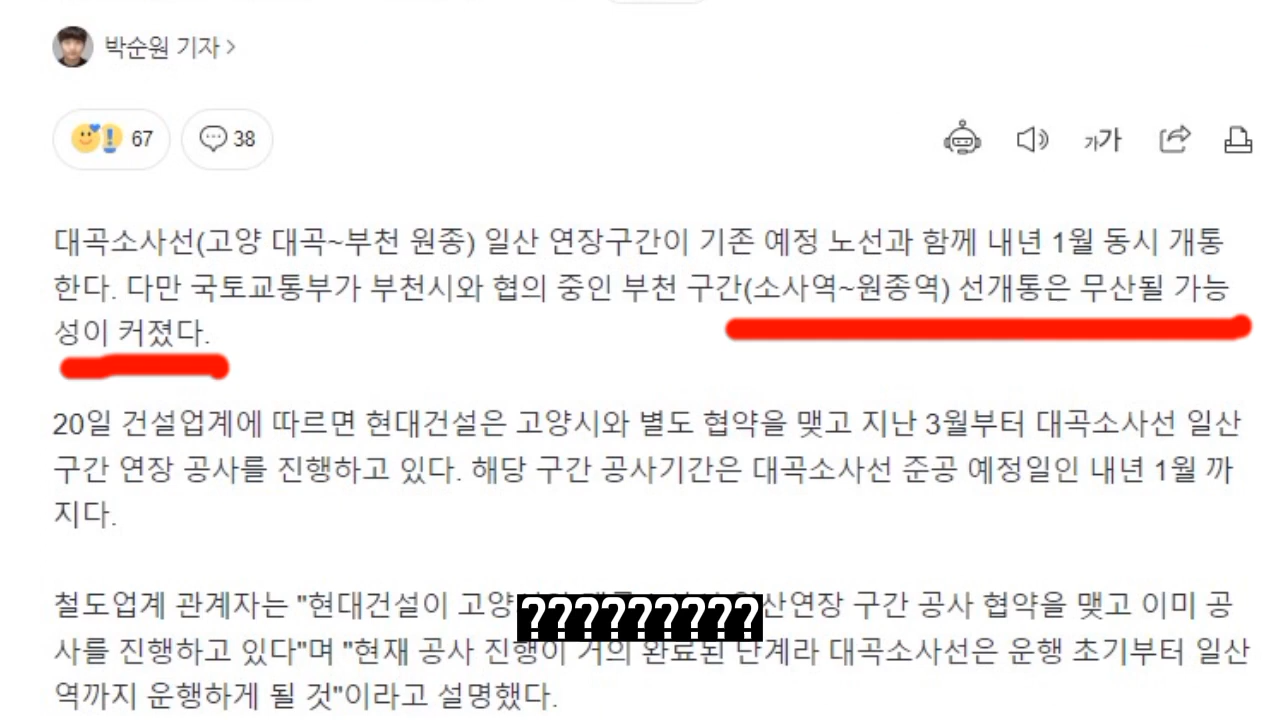 박순원 기자
67
38
가가
대곡소사선(고양 대곡~부천 원종) 일산 연장구간이 기존 예정 노선과 함께 내년 1월 동시 개통
한다. 다만 국토교통부가 부천시와 협의 중인 부천 구간(소사역~원종역) 선개통은 무산될 가능
성이 커졌다.
20일 건설업계에 따르면 현대건설은 고양시와 별도 협약을 맺고 지난 3월부터 대곡소사선 일산
구간 연장 공사를 진행하고 있다. 해당 구간 공사기간은 대곡소사선 준공 예정일인 내년 1월 까
지다.
철도업계 관계자는 "현대건설이 고양 산연장 구간 공사 협약을 맺고 이미 공
?????????
사를 진행하고 있다"며 "현재 공사 진행이 거의 완료된 단계라 대곡소사선은 운행 초기부터 일산
역까지 운행하게 될 것"이라고 설명했다.